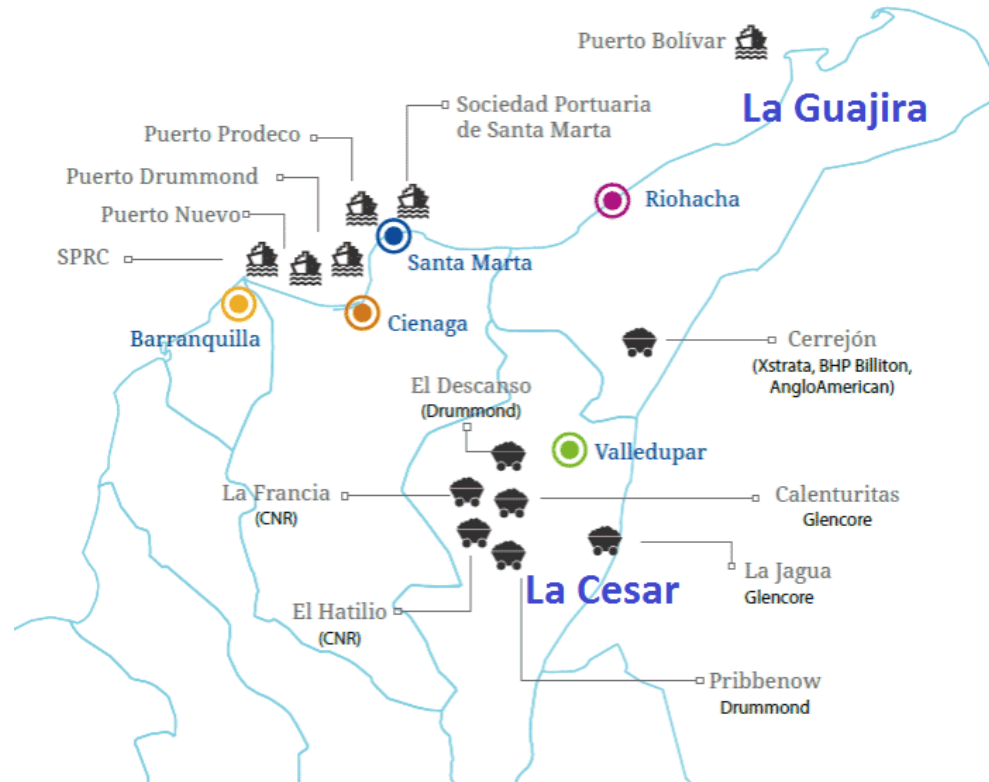 Puerto Bolívar
La Guajira
Sociedad Portuaria
de Santa Marta
Puerto Prodeco
Puerto Drummond
Puerto Nuevo
SPRC
Riohacha
Santa Marta
Cienaga
Barranquilla
Cerrejón
(Xstrata, BHP Billiton,
AngloAmerican)
El Descanso
(Drummond)
Valledupar
La Francia
(CNR)
Calenturitas
Glencore
La Jagua
Glencore
La Cesar
El Hatilio
(CNR)
Pribbenow
Drummond